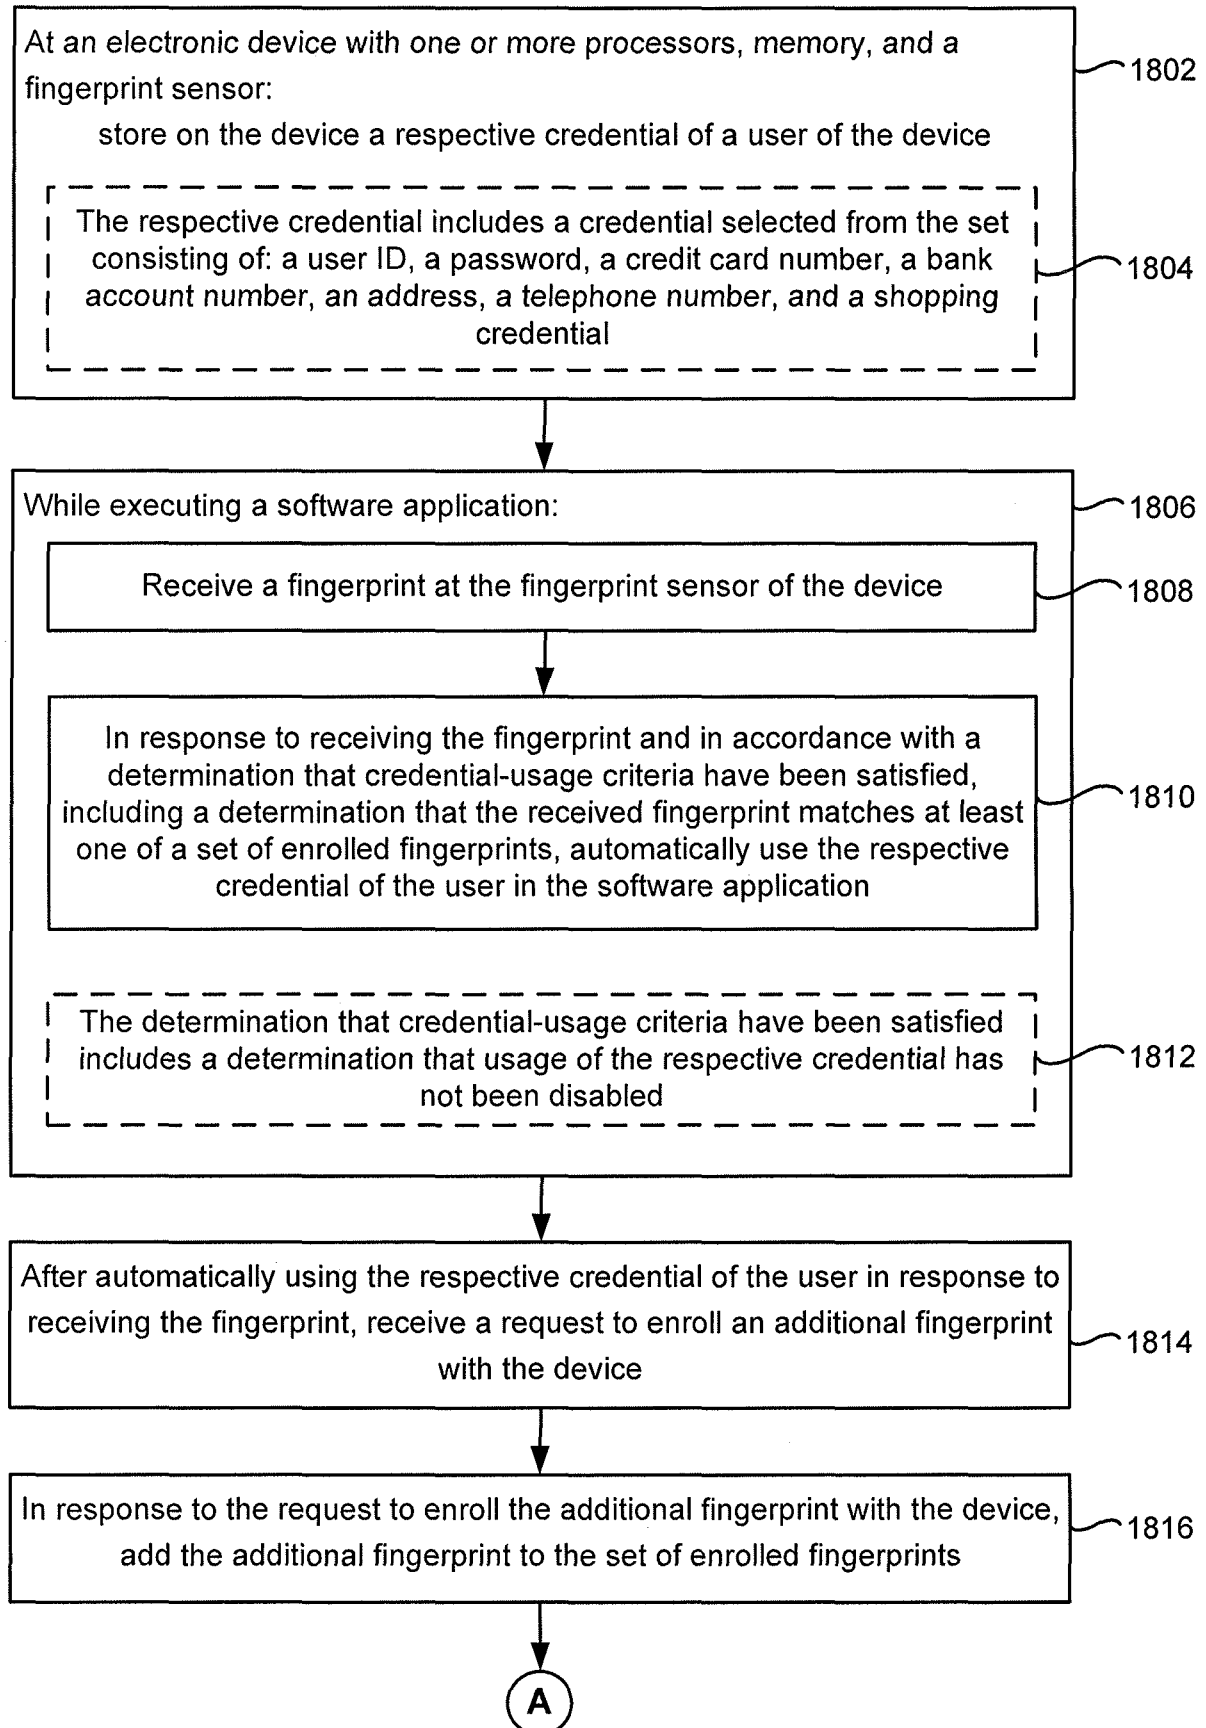 At an electronic device with one or more processors, memory, and a
fingerprint sensor:
store on the device a respective credential of a user of the device
1802
The respective credential includes a credential selected from the set
consisting of: a user ID, a password, a credit card number, a bank
account number, an address, a telephone number, and a shopping
credential
1804
While executing a software application:
1806
Receive a fingerprint at the fingerprint sensor of the device
1808
In response to receiving the fingerprint and in accordance with a
determination that credential-usage criteria have been satisfied,
including a determination that the received fingerprint matches at least
one of a set of enrolled fingerprints, automatically use the respective
credential of the user in the software application
1810
The determination that credential-usage criteria have been satisfied
includes a determination that usage of the respective credential has
not been disabled
1812
After automatically using the respective credential of the user in response to
receiving the fingerprint, receive a request to enroll an additional fingerprint
with the device
1814
In response to the request to enroll the additional fingerprint with the device,
add the additional fingerprint to the set of enrolled fingerprints
1816
A